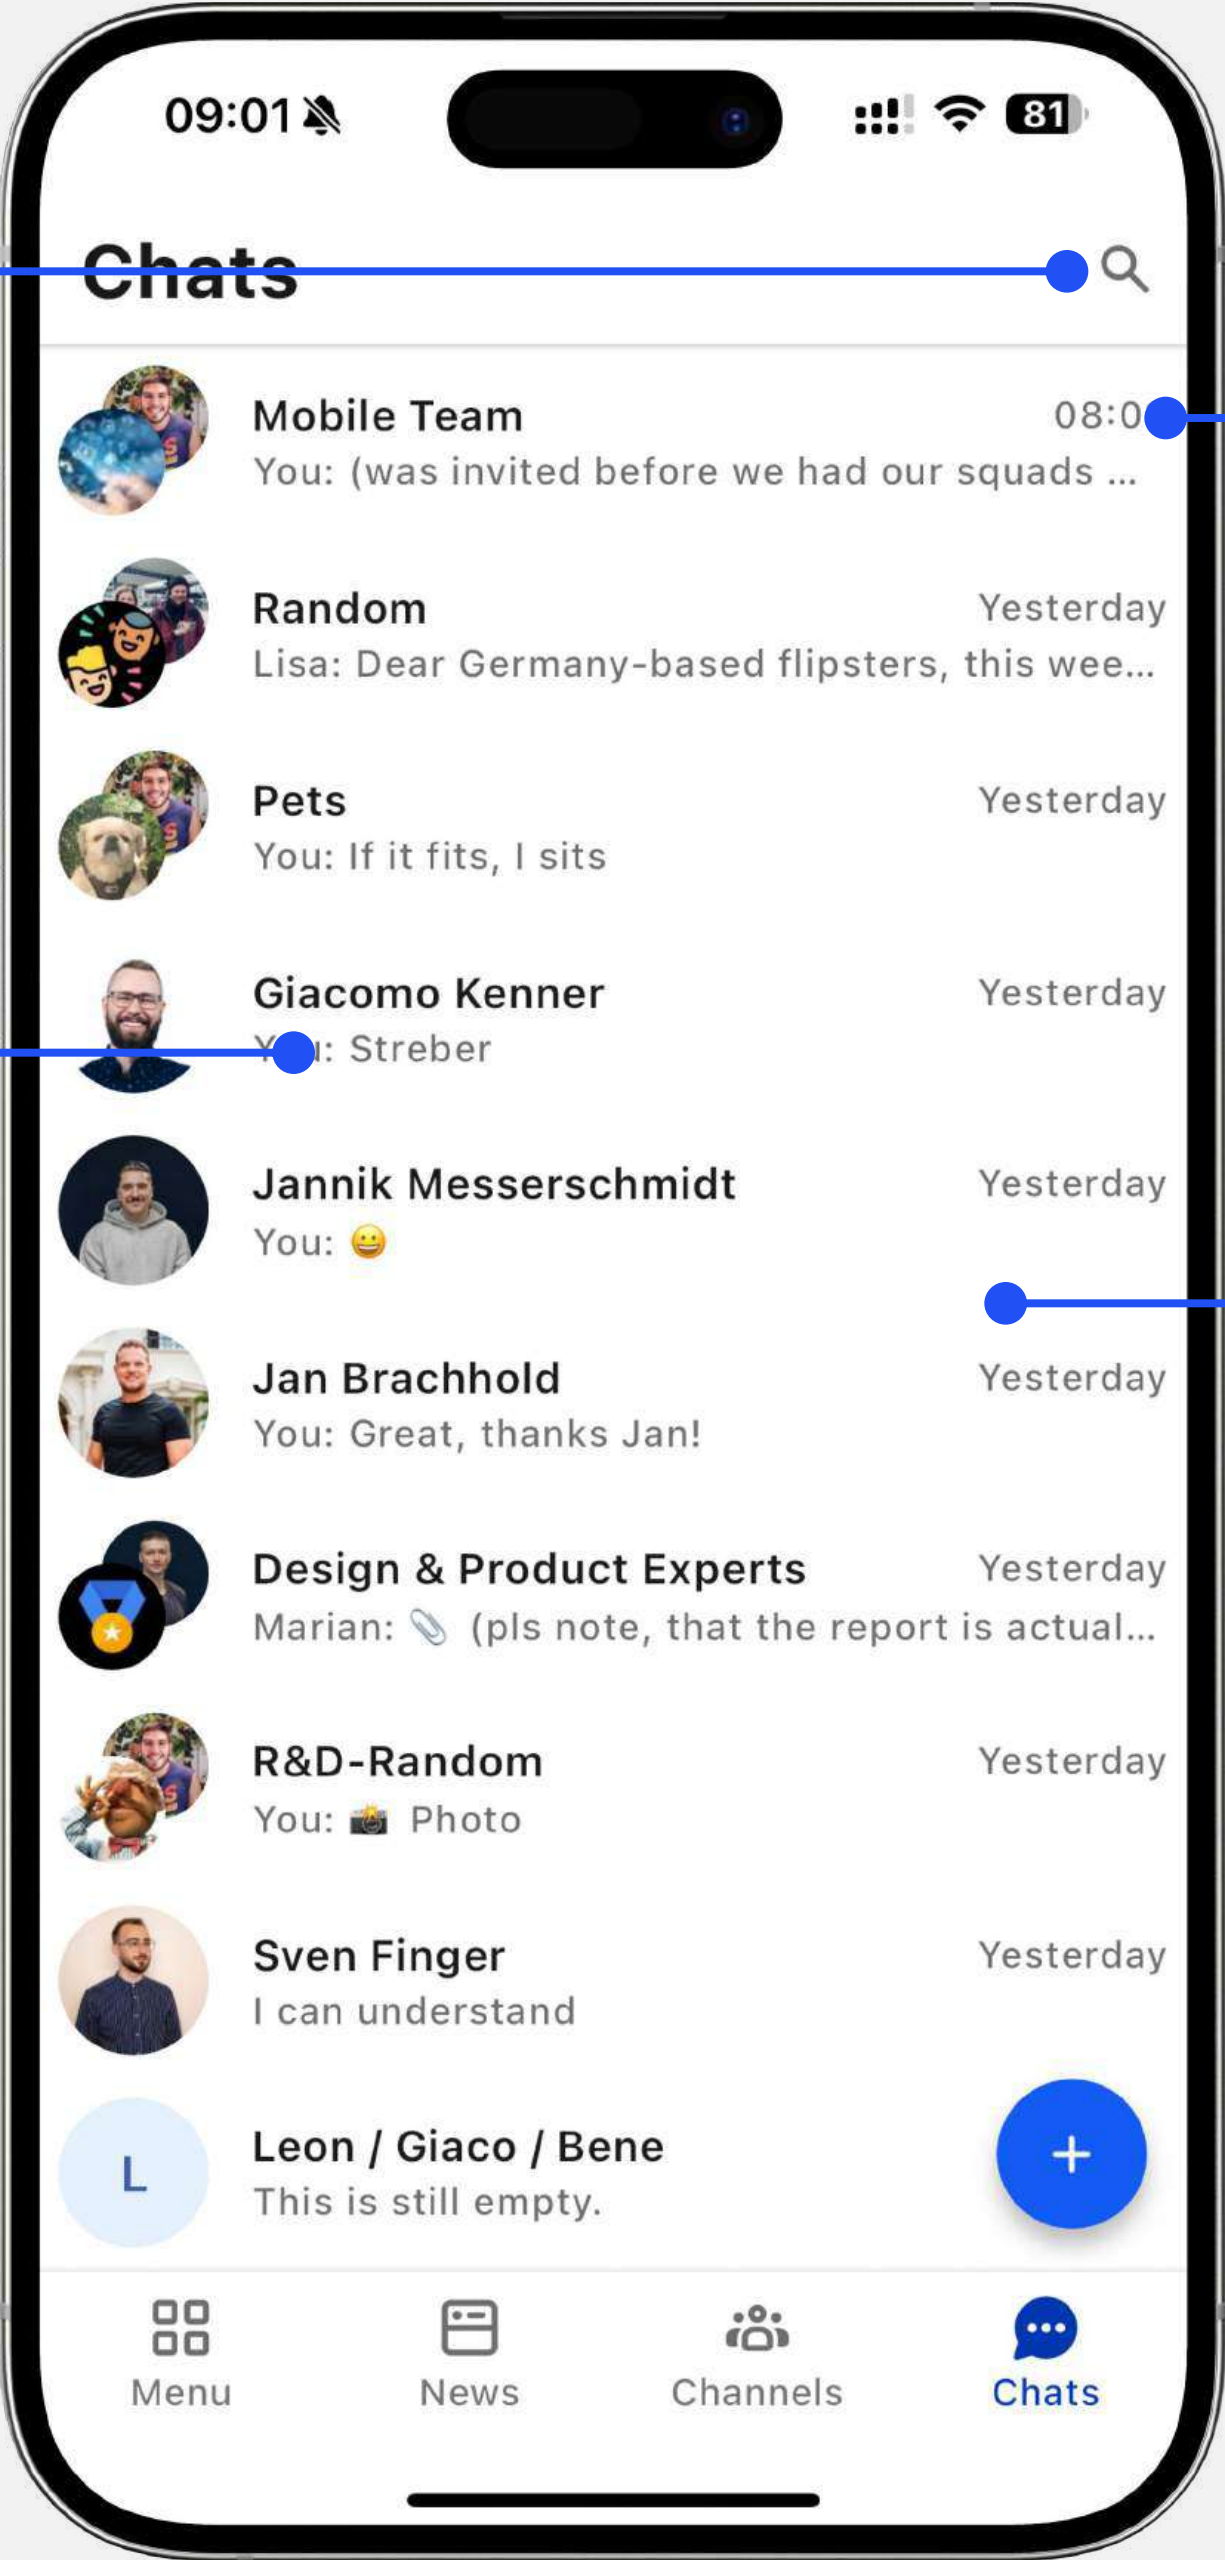 09:01
81
Chats
Mobile Team
08:0
You: (was invited before we had our squads ...
Random
Yesterday
Lisa: Dear Germany-based flipsters, this wee...
Pets
Yesterday
You: If it fits, I sits
Giacomo Kenner
Yesterday
You: Streber
Jannik Messerschmidt
Yesterday
You: 😀
Jan Brachhold
Yesterday
You: Great, thanks Jan!
Design & Product Experts
Yesterday
Marian: 📎 (pls note, that the report is actual...
R&D-Random
Yesterday
You: 📸 Photo
Sven Finger
Yesterday
I can understand
L
Leon / Giaco / Bene
This is still empty.
+
Menu
News
Channels
Chats